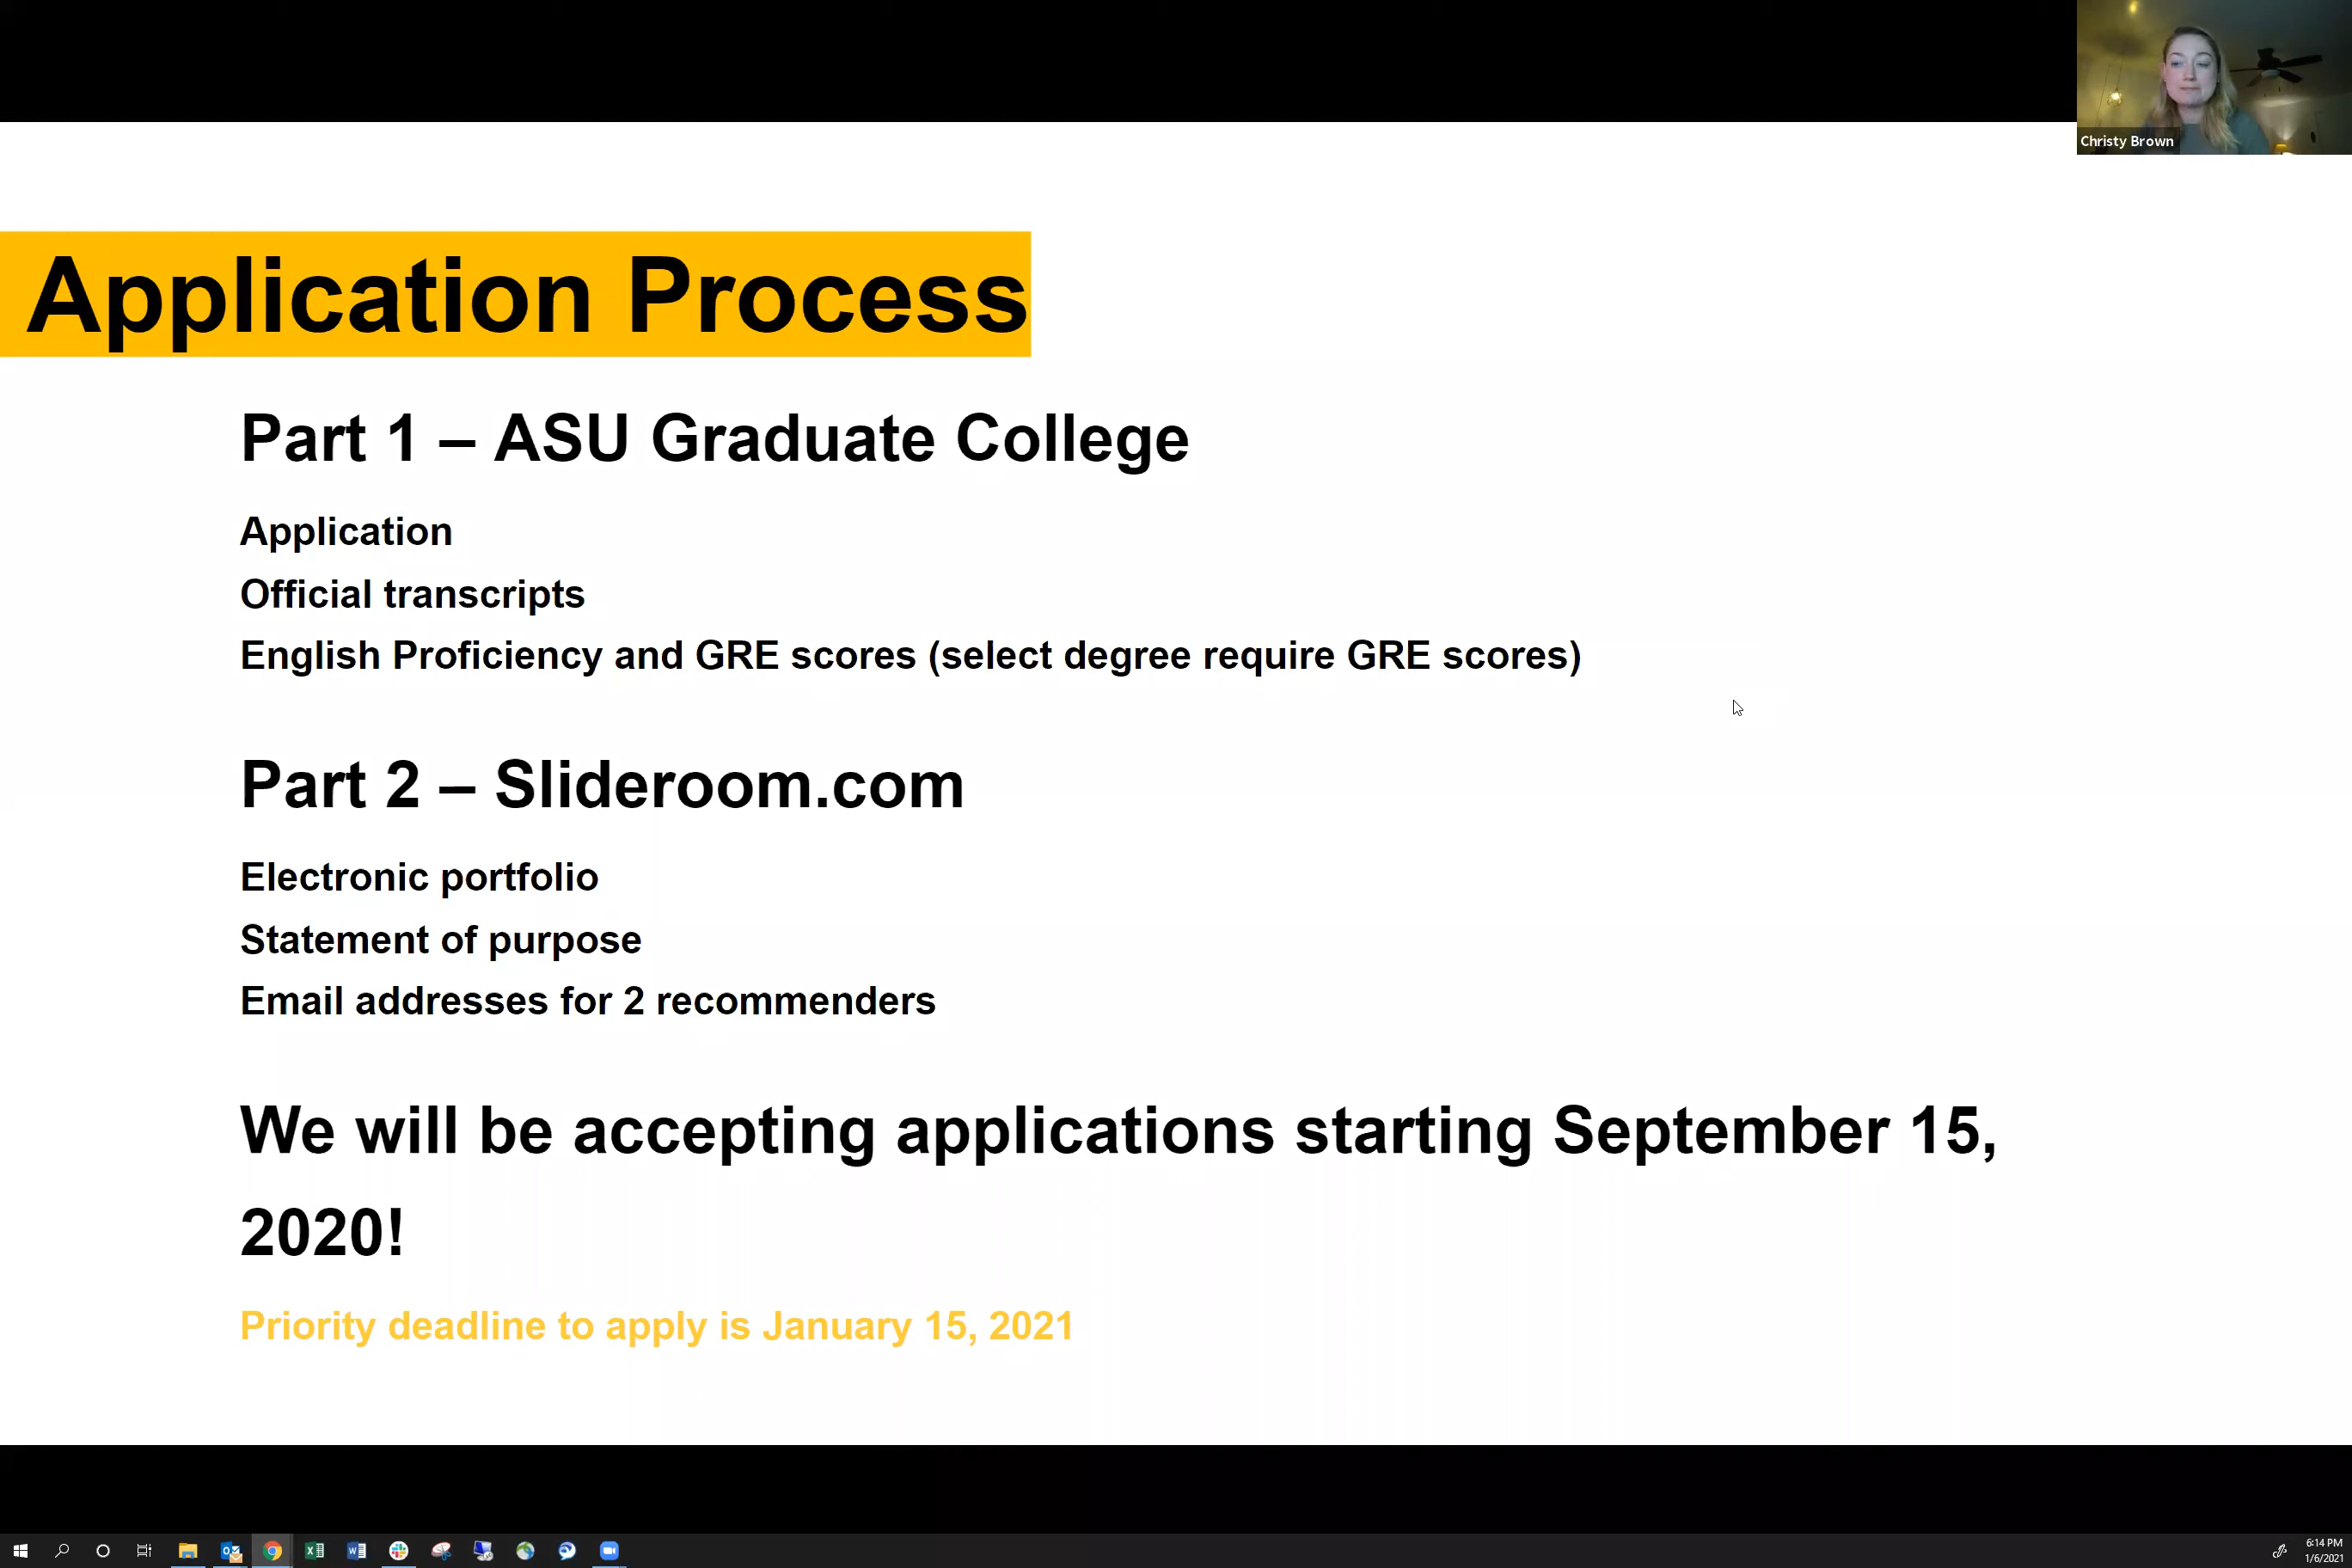 Christy Brown
Application Process
Part 1 – ASU Graduate College
Application
Official transcripts
English Proficiency and GRE scores (select degree require GRE scores)
Part 2 – Slideroom.com
Electronic portfolio
Statement of purpose
Email addresses for 2 recommenders
We will be accepting applications starting September 15,
2020!
Priority deadline to apply is January 15, 2021
6:14 PM
1/6/2021